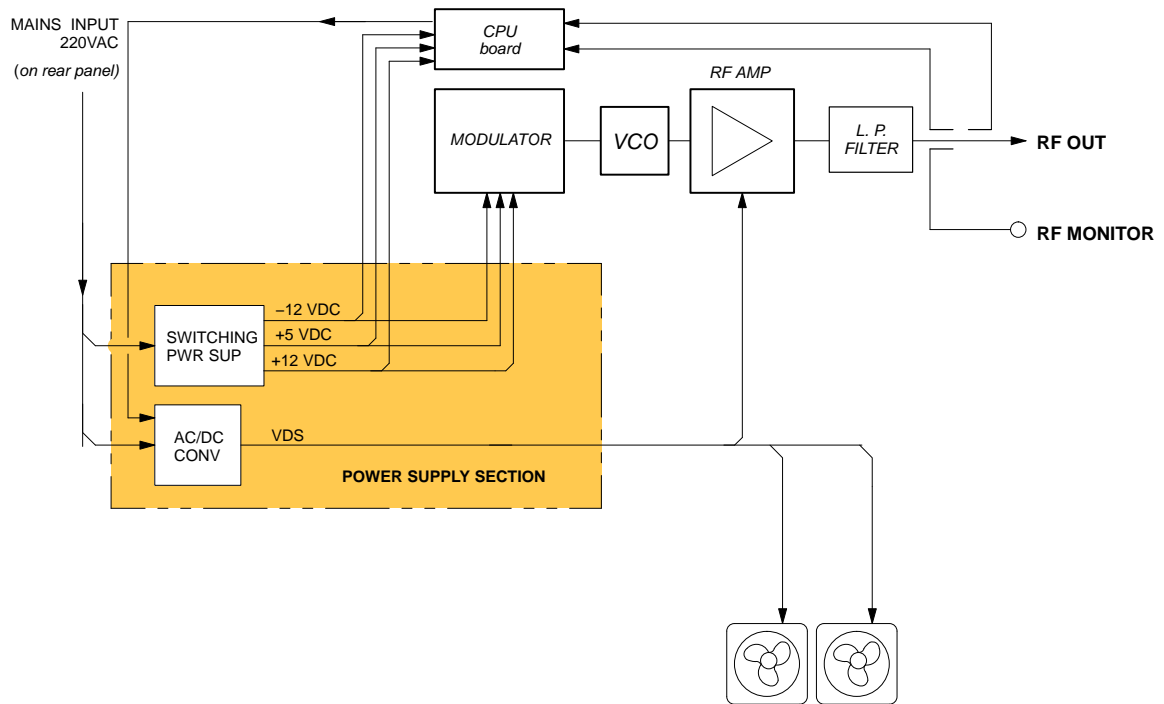 MAINS INPUT
220VAC
(on rear panel)
CPU
board
RF AMP
MODULATOR
VCO
L. P.
FILTER
RF OUT
RF MONITOR
–12 VDC
SWITCHING
PWR SUP
+5 VDC
+12 VDC
AC/DC
CONV
VDS
POWER SUPPLY SECTION